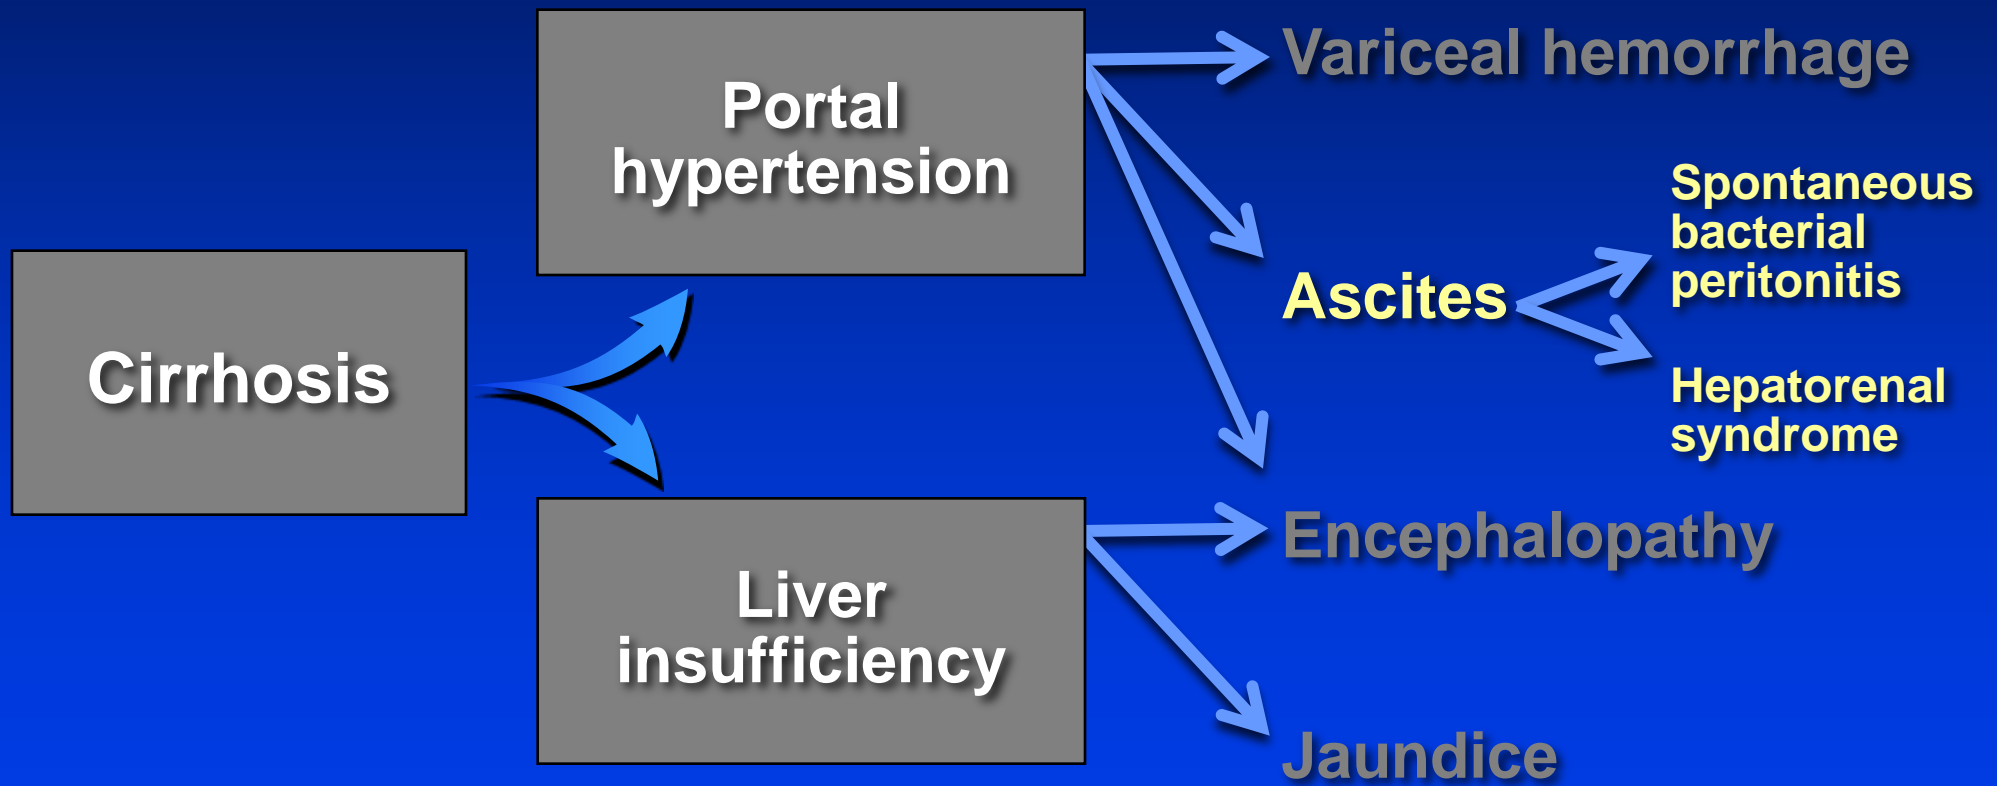 Cirrhosis
Portal
hypertension
Liver
insufficiency
Variceal hemorrhage
Ascites
Spontaneous
bacterial
peritonitis
Hepatorenal
syndrome
Encephalopathy
Jaundice